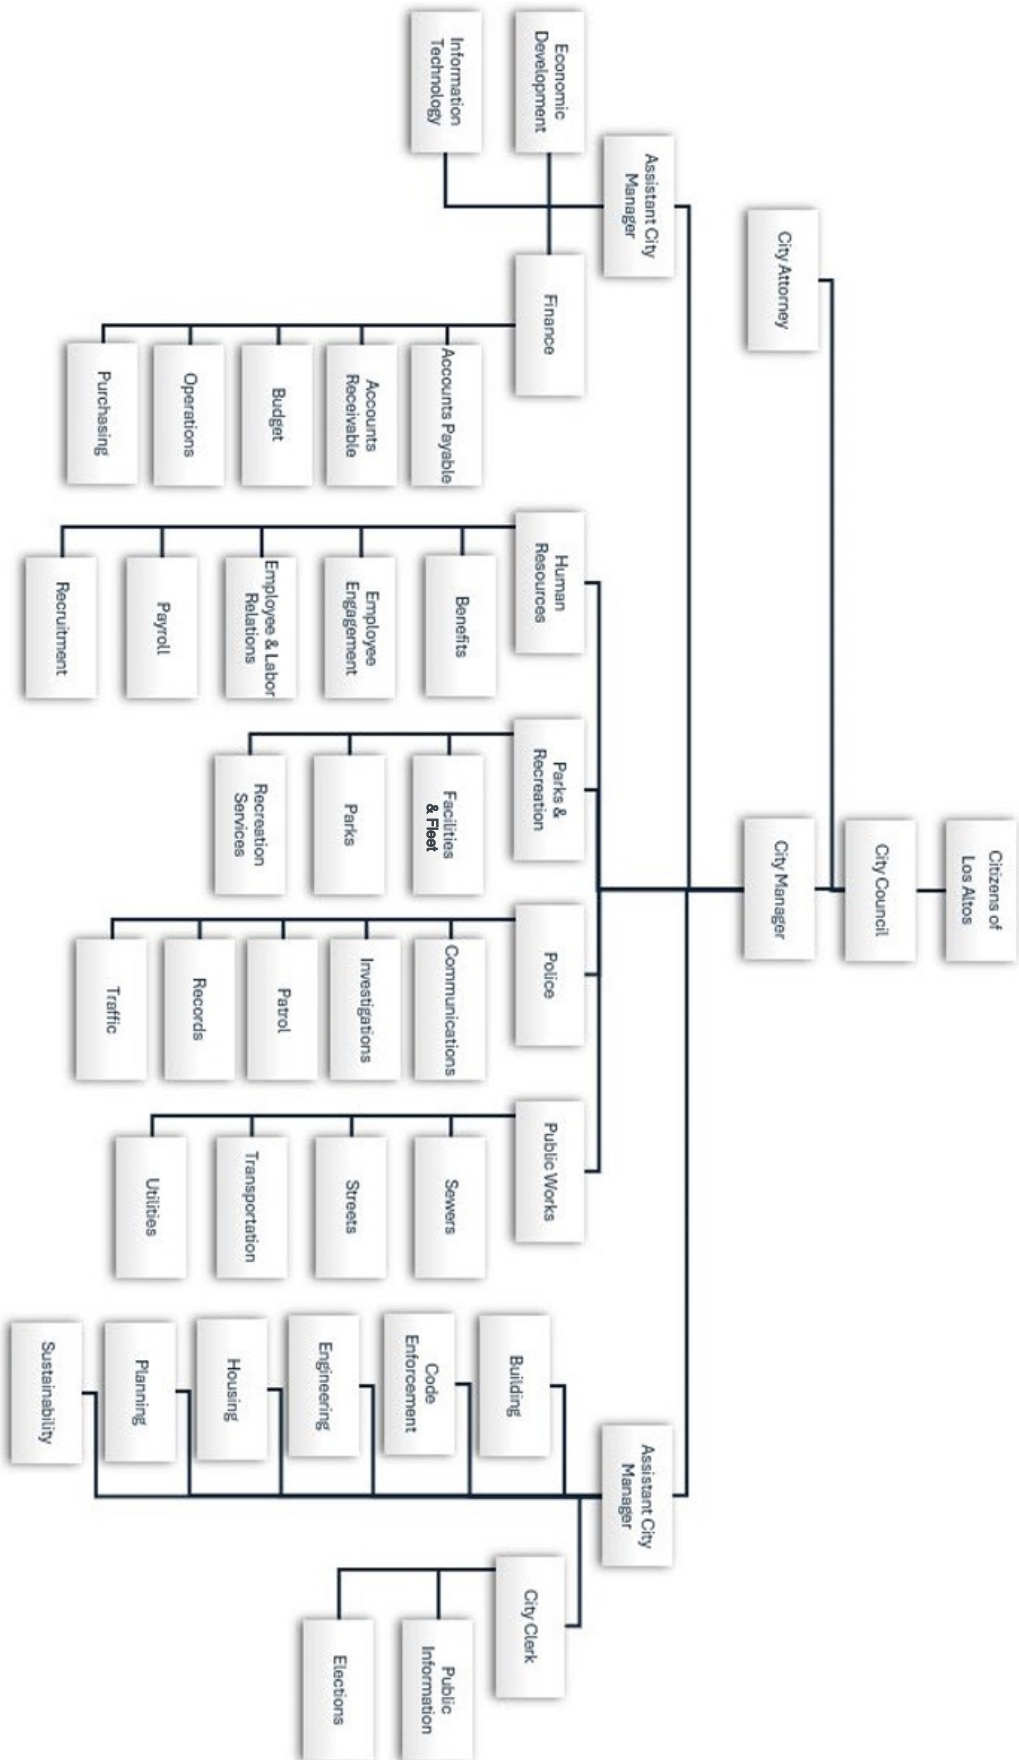 Citizens of
Los Altos
City Council
City Attorney
City Manager
Assistant City
Manager
Assistant City
Manager
Economic
Development
Information
Technology
Finance
Accounts Payable
Accounts
Receivable
Budget
Operations
Purchasing
Human
Resources
Benefits
Employee
Engagement
Employee & Labor
Relations
Payroll
Recruitment
Parks &
Recreation
Facilities
& Fleet
Parks
Recreation
Services
Police
Communications
Investigations
Patrol
Records
Traffic
Public Works
Sewers
Streets
Transportation
Utilities
Building
Code
Enforcement
Engineering
Housing
Planning
Sustainability
City Clerk
Public
Information
Elections